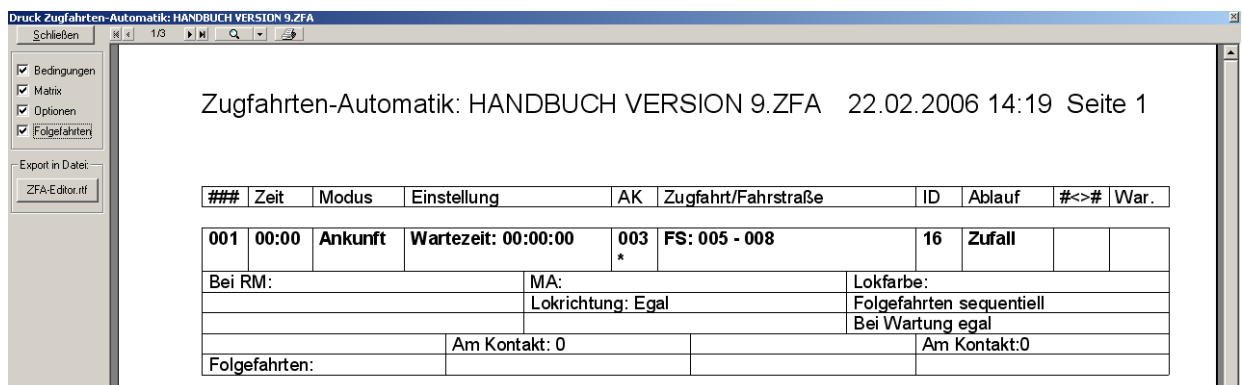 Druck Zugfahrten-Automatik: HANDBUCH VERSION 9.ZFA
Schließen 1/3
Bedingungen
Matrix
Optionen
Folgefahrten
Export in Datei:
ZFA-Editor.rtf
Zugfahrten-Automatik: HANDBUCH VERSION 9.ZFA 22.02.2006 14:19 Seite 1
### Zeit Modus Einstellung AK Zugfahrt/Fahrstraße ID Ablauf #<># War.
001 00:00 Ankunft Wartezeit: 00:00:00 003 FS: 005 - 008 16 Zufall
*
Bei RM: MA: Lokfarbe:
Lokrichtung: Egal Folgefahrten sequentiell
Bei Wartung egal
Am Kontakt: 0 Am Kontakt:0
Folgefahrten: